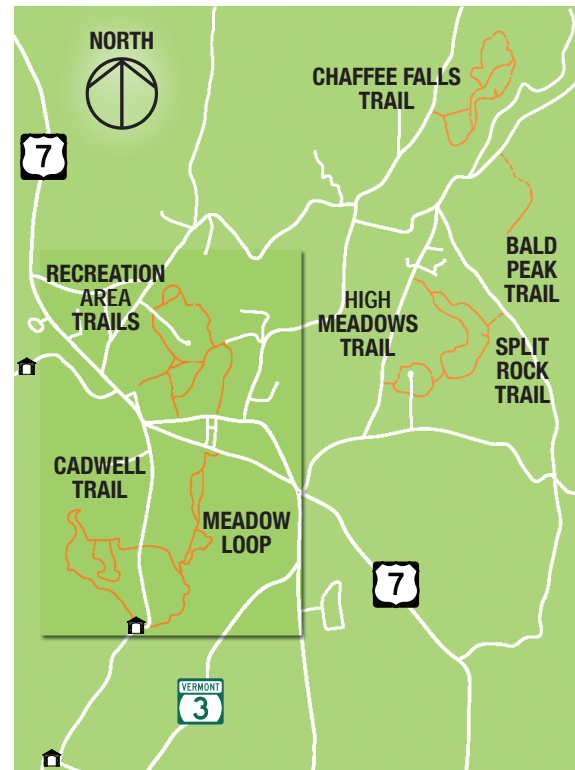 NORTH
CHAFFEE FALLS
TRAIL
7
RECREATION
AREA
TRAILS
HIGH
MEADOWS
TRAIL
BALD
PEAK
TRAIL
SPLIT
ROCK
TRAIL
CADWELL
TRAIL
MEADOW
LOOP
7
VERMONT
3